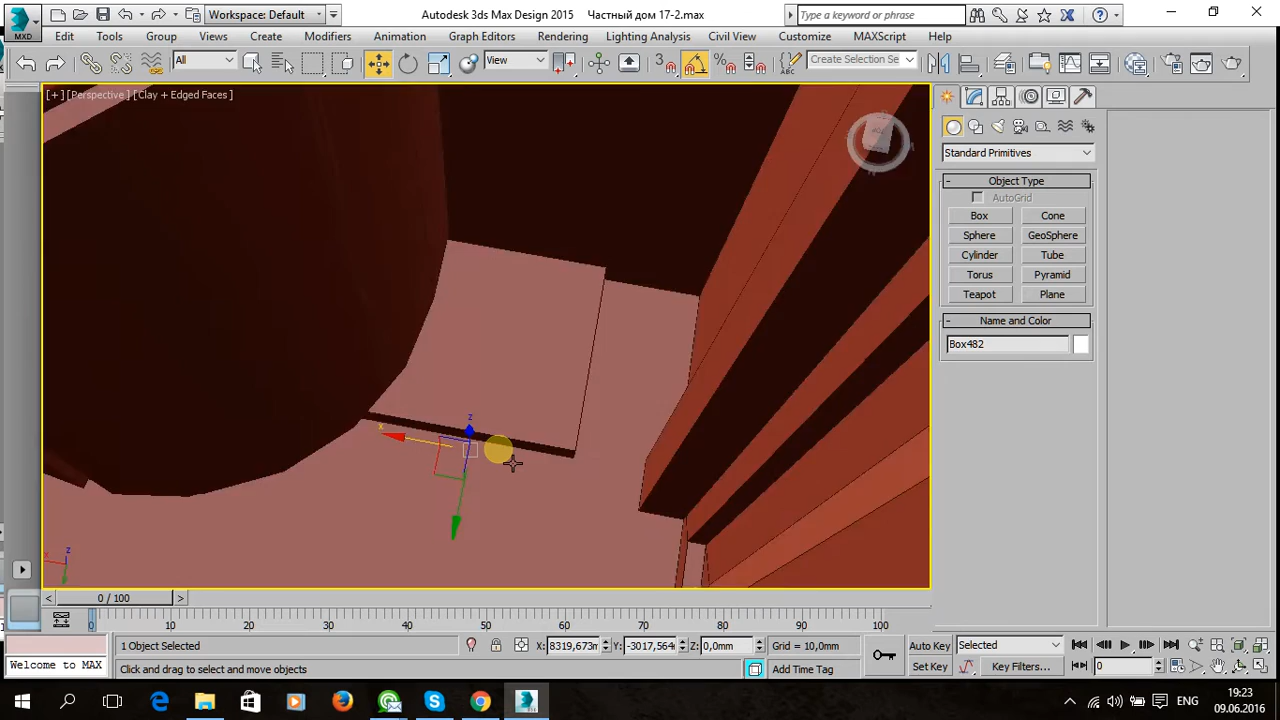 Workspace: Default
Autodesk 3ds Max Design 2015 Частный дом 17-2.max
Type a keyword or phrase
MXD
Edit Tools Group Views Create Modifiers Animation Graph Editors Rendering Lighting Analysis Civil View Customize MAXScript Help
All View 3 Create Selection Se
[+] [Perspective] [Clay + Edged Faces]
Standard Primitives
- Object Type
AutoGrid
Box Cone
Sphere GeoSphere
Cylinder Tube
Torus Pyramid
Teapot Plane
- Name and Color
Box482
x z
z
< 0 / 100 >
0 10 20 30 40 50 60 70 80 90 100
1 Object Selected X: 8319,673m Y: -3017,564 Z: 0,0mm Grid = 10,0mm Auto Key Selected
Welcome to MAX Click and drag to select and move objects Add Time Tag Set Key Key Filters... 0
ENG 19:23
09.06.2016